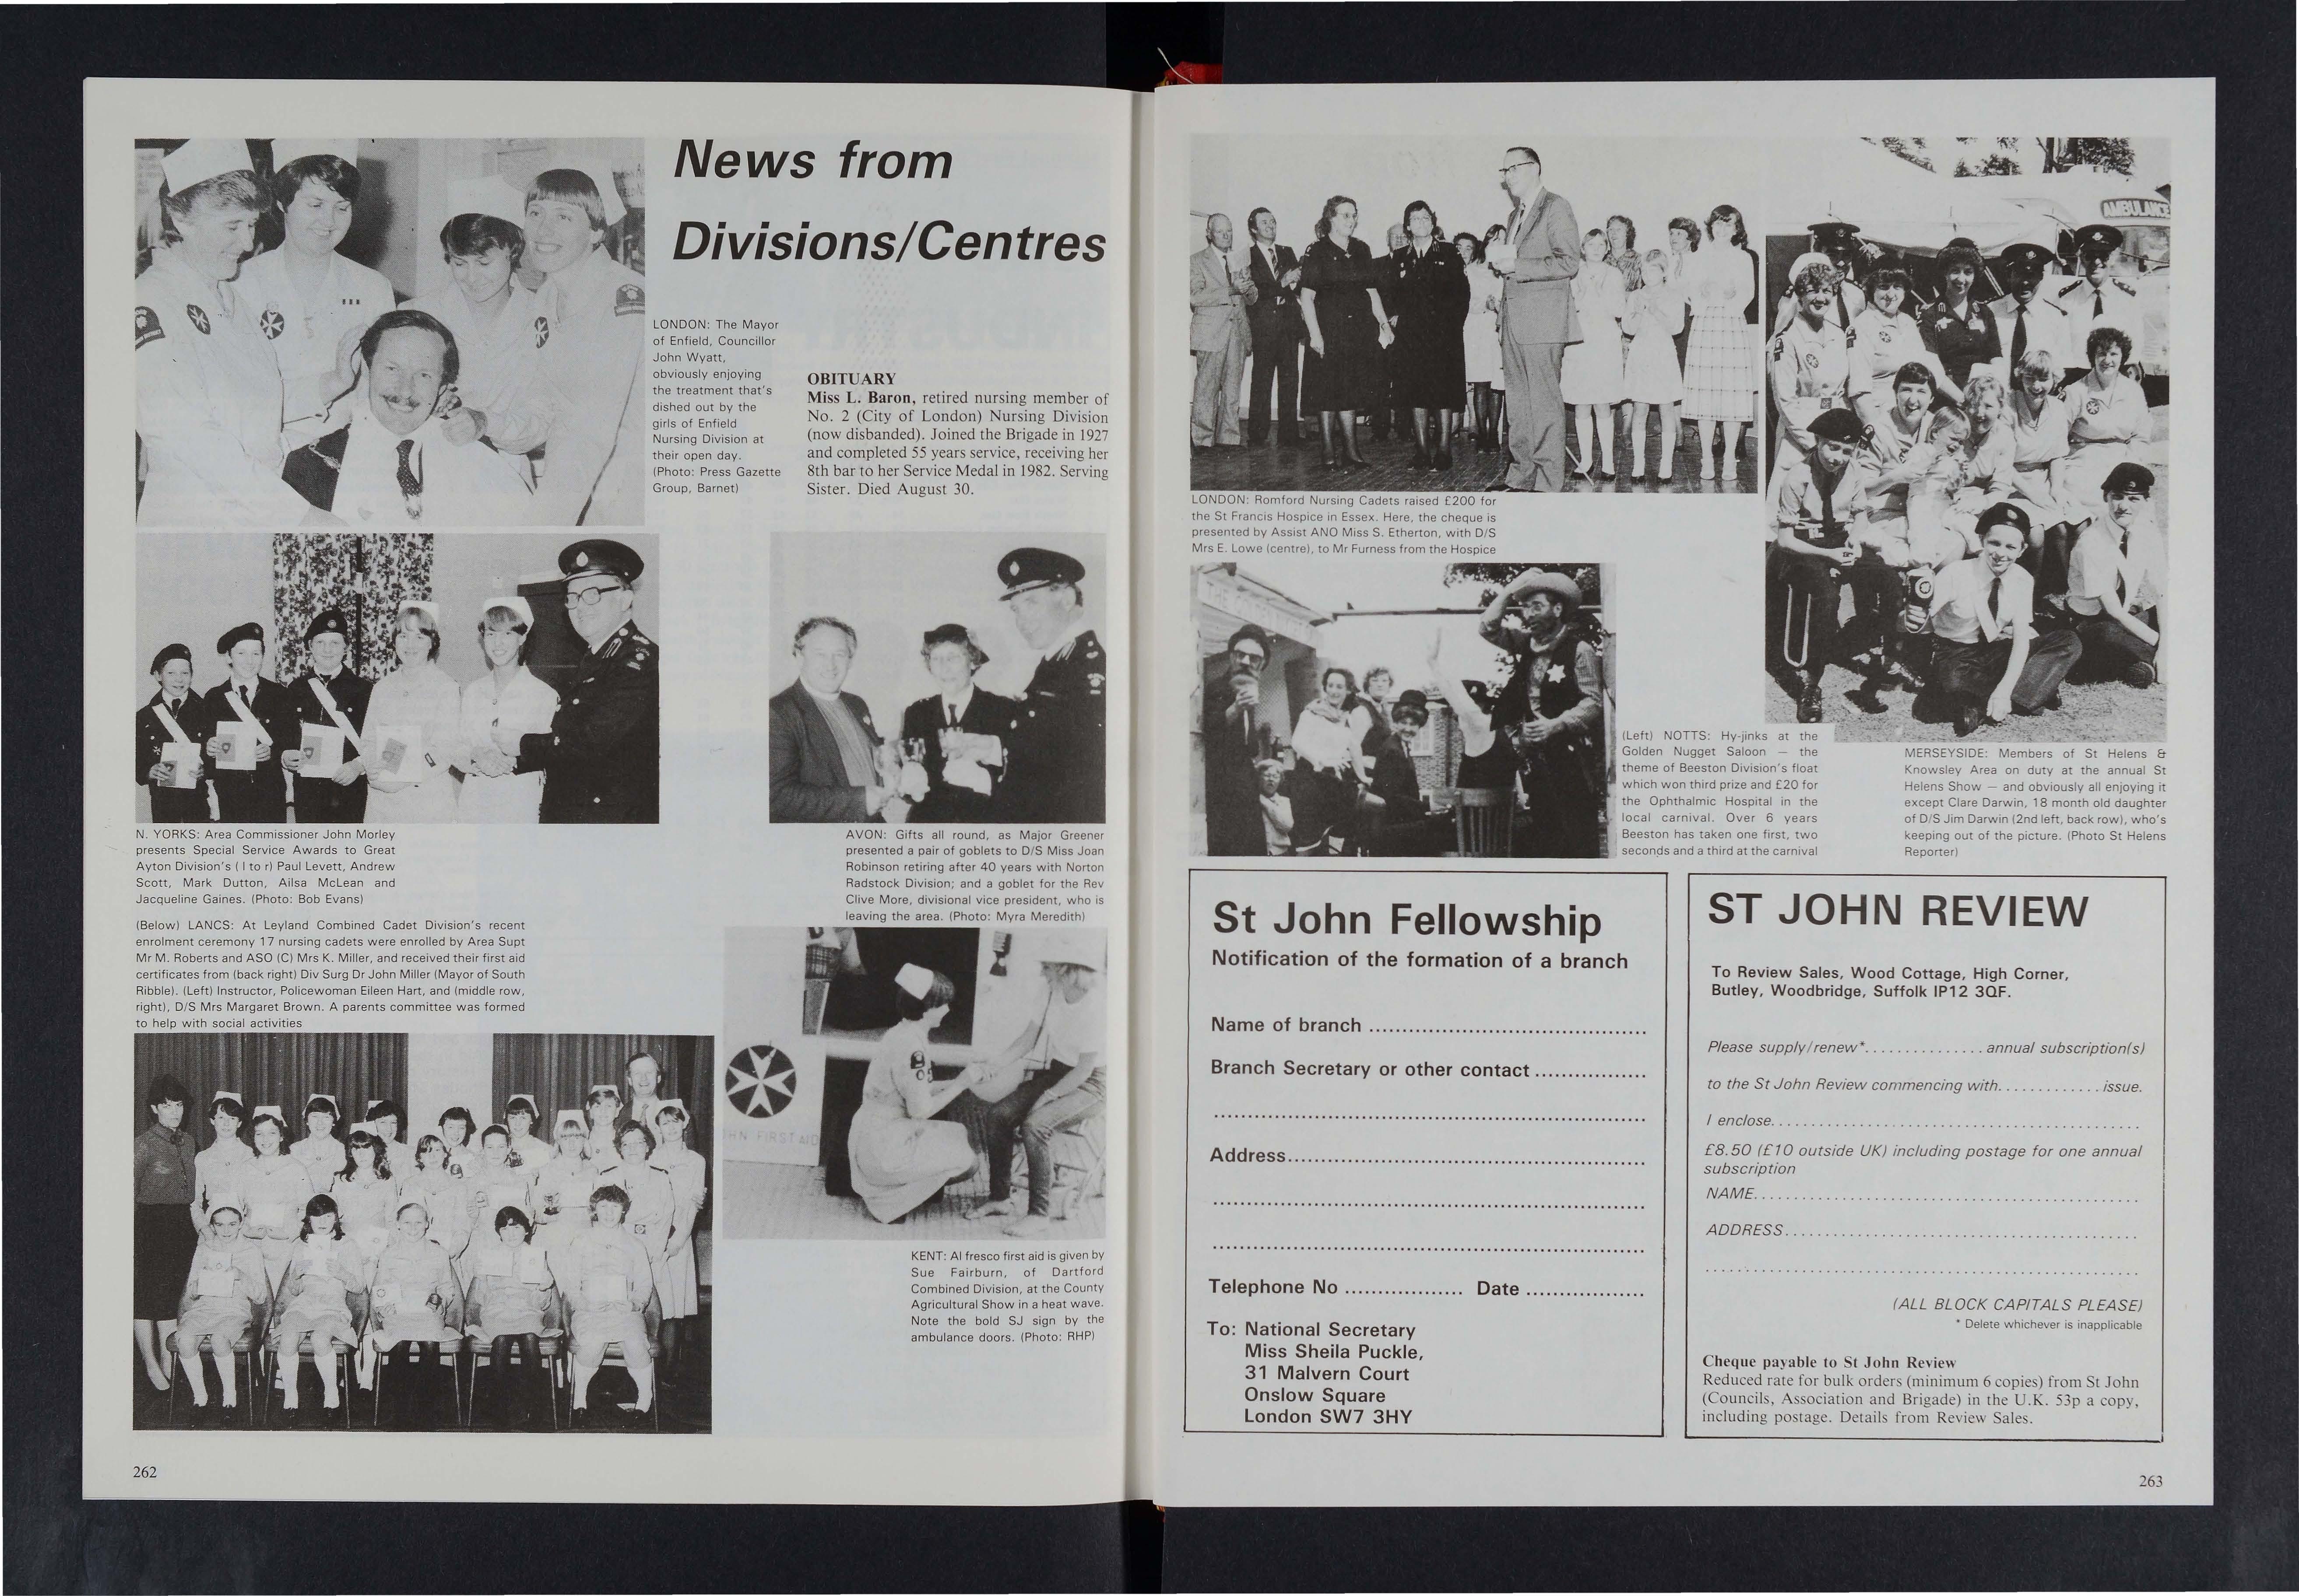 News from
Divisions/Centres
LONDON: The Mayor
of Enfield, Councillor
John Wyatt,
obviously enjoying
the treatment that's
dished out by the
girls of Enfield
Nursing Division at
their open day.
(Photo: Press Gazette
Group, Barnet)
OBITUARY
Miss L. Baron, retired nursing member of
No. 2 (City of London) Nursing Division
(now disbanded). Joined the Brigade in 1927
and completed 55 years service, receiving her
8th bar to her Service Medal in 1982. Serving
Sister. Died August 30.
N. YORKS: Area Commissioner John Morley
presents Special Service Awards to Great
Ayton Division's ( l to r) Paul Levett, Andrew
Scott, Mark Dutton, Ailsa McLean and
Jacqueline Gaines. (Photo: Bob Evans)
AVON: Gifts all round, as Major Greener
presented a pair of goblets to D/S Miss Joan
Robinson retiring after 40 years with Norton
Radstock Division; and a goblet for the Rev
Clive More, divisional vice president, who is
leaving the area. (Photo: Myra Meredith)
(Below) LANCS: At Leyland Combined Cadet Division's recent
enrolment ceremony 17 nursing cadets were enrolled by Area Supt
Mr M. Roberts and ASO (C) Mrs K. Miller, and received their first aid
certificates from (back right) Div Surg Dr John Miller (Mayor of South
Ribble). (Left) Instructor, Policewoman Eileen Hart, and (middle row,
right), D/S Mrs Margaret Brown. A parents committee was formed
to help with social activities
HN FIRST AID
KENT: Al fresco first aid is given by
Sue Fairburn, of Dartford
Combined Division, at the County
Agricultural Show in a heat wave.
Note the bold SJ sign by the
ambulance doors. (Photo: RHP)
262
AMBULANCE
LONDON: Romford Nursing Cadets raised £200 for
the St Francis Hospice in Essex. Here, the cheque is
presented by Assist ANO Miss S. Etherton, with D/S
Mrs E. Lowe (centre), to Mr Furness from the Hospice
(Left) NOTTS: Hy-jinks at the
Golden Nugget Saloon — the
theme of Beeston Division's float
which won third prize and £20 for
the Ophthalmic Hospital in the
local carnival. Over 6 years
Beeston has taken one first, two
seconds and a third at the carnival
MERSEYSIDE: Members of St Helens &
Knowsley Area on duty at the annual St
Helens Show — and obviously all enjoying it
except Clare Darwin, 18 month old daughter
of D/S Jim Darwin (2nd left, back row), who's
keeping out of the picture. (Photo St Helens
Reporter)
St John Fellowship
Notification of the formation of a branch
Name of branch ..........................................
Branch Secretary or other contact .................
.................................................................
Address......................................................
.................................................................
.................................................................
Telephone No .................. Date ..................
To: National Secretary
Miss Sheila Puckle,
31 Malvern Court
Onslow Square
London SW7 3HY
ST JOHN REVIEW
To Review Sales, Wood Cottage, High Corner,
Butley, Woodbridge, Suffolk IP12 3QF.
Please supply/renew*............... annual subscription(s)
to the St John Review commencing with............. issue.
I enclose..............................................
£8.50 (£10 outside UK) including postage for one annual
subscription
NAME................................................
ADDRESS............................................
......................................................
(ALL BLOCK CAPITALS PLEASE)
* Delete whichever is inapplicable
Cheque payable to St John Review
Reduced rate for bulk orders (minimum 6 copies) from St John
(Councils, Association and Brigade) in the U.K. 53p a copy,
including postage. Details from Review Sales.
263